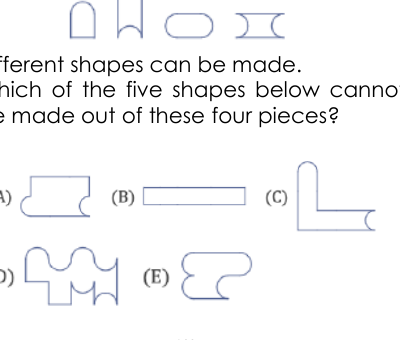 fferent shapes can be made.
hich of the five shapes below canno
e made out of these four pieces?
A) (B) (C)
D) (E)